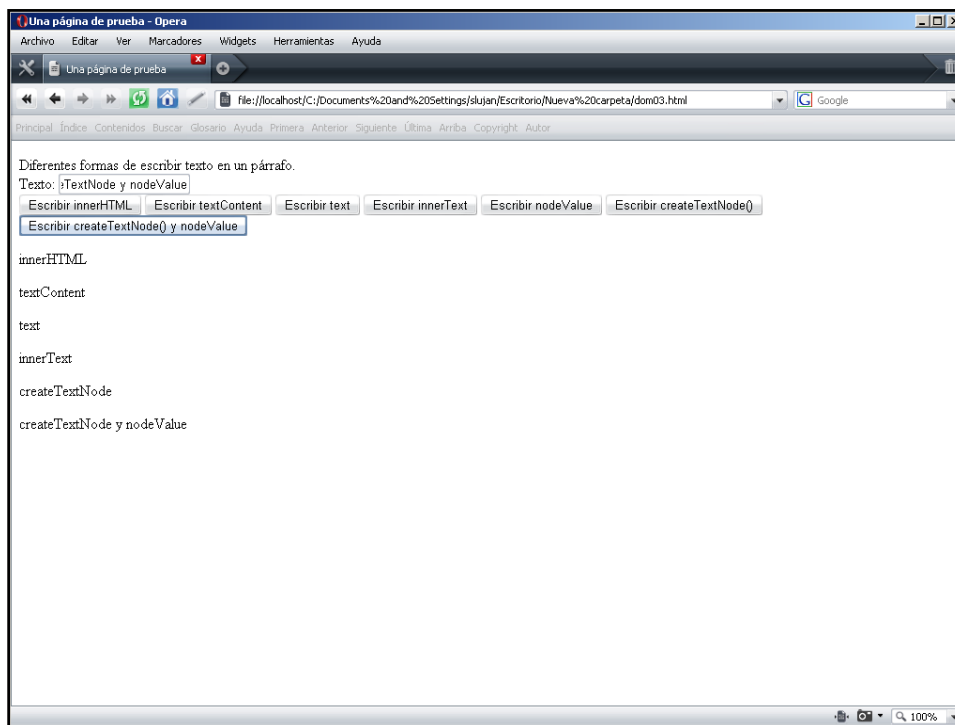 Una página de prueba - Opera
Archivo Editar Ver Marcadores Widgets Herramientas Ayuda
Una página de prueba
file://localhost/C:/Documents%20and%20Settings/slujan/Escritorio/Nueva%20carpeta/dom03.html Google
Principal Índice Contenidos Buscar Glosario Ayuda Primera Anterior Siguiente Última Arriba Copyright Autor
Diferentes formas de escribir texto en un párrafo.
Texto: TextNode y nodeValue
Escribir innerHTML Escribir textContent Escribir text Escribir innerText Escribir nodeValue Escribir createTextNode()
Escribir createTextNode() y nodeValue
innerHTML
textContent
text
innerText
createTextNode
createTextNode y nodeValue
100%